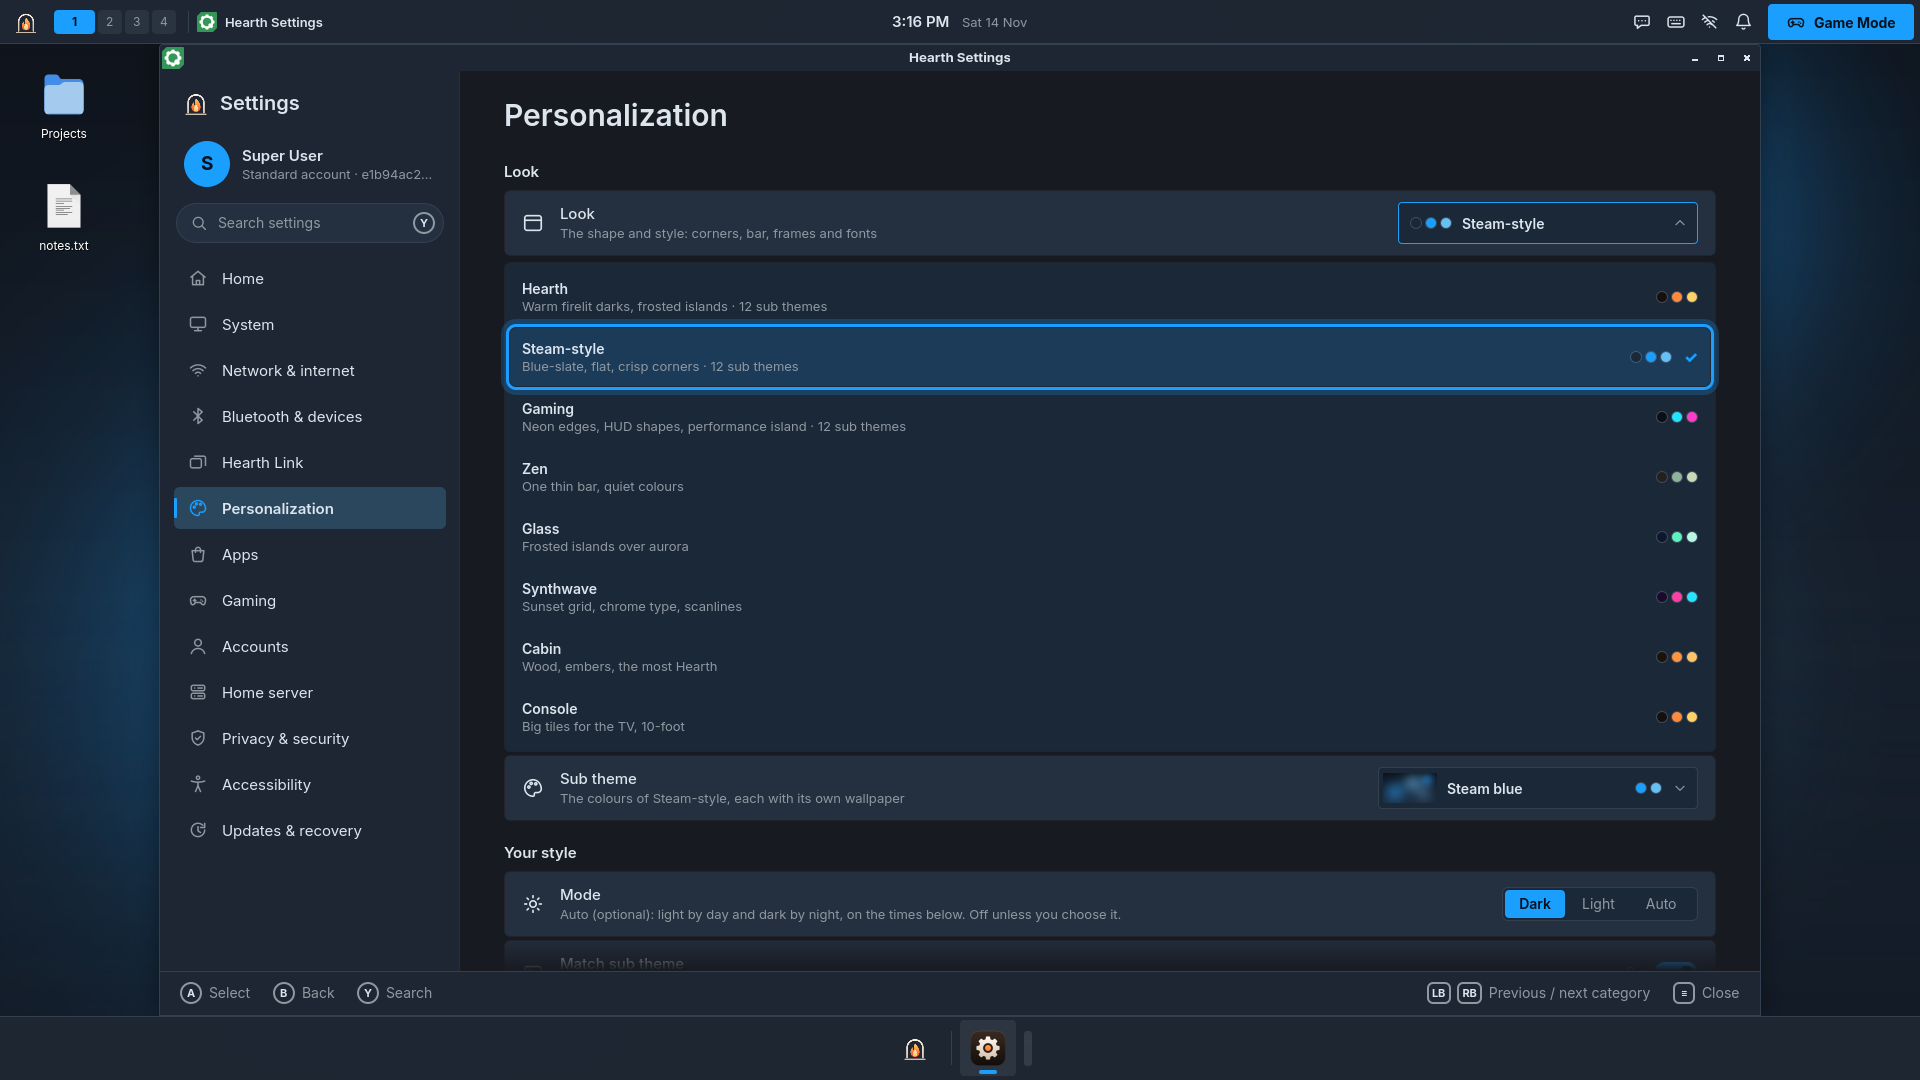 1 2 3 4 Hearth Settings 3:16 PM Sat 14 Nov Game Mode
Hearth Settings
Projects
notes.txt
Settings
S
Super User
Standard account · e1b94ac2...
Search settings Y
Home
System
Network & internet
Bluetooth & devices
Hearth Link
Personalization
Apps
Gaming
Accounts
Home server
Privacy & security
Accessibility
Updates & recovery
Personalization
Look
Look
The shape and style: corners, bar, frames and fonts
Steam-style
Hearth
Warm firelit darks, frosted islands · 12 sub themes
Steam-style
Blue-slate, flat, crisp corners · 12 sub themes
Gaming
Neon edges, HUD shapes, performance island · 12 sub themes
Zen
One thin bar, quiet colours
Glass
Frosted islands over aurora
Synthwave
Sunset grid, chrome type, scanlines
Cabin
Wood, embers, the most Hearth
Console
Big tiles for the TV, 10-foot
Sub theme
The colours of Steam-style, each with its own wallpaper
Steam blue
Your style
Mode
Auto (optional): light by day and dark by night, on the times below. Off unless you choose it.
Dark Light Auto
Match sub theme
A Select B Back Y Search LB RB Previous / next category Close